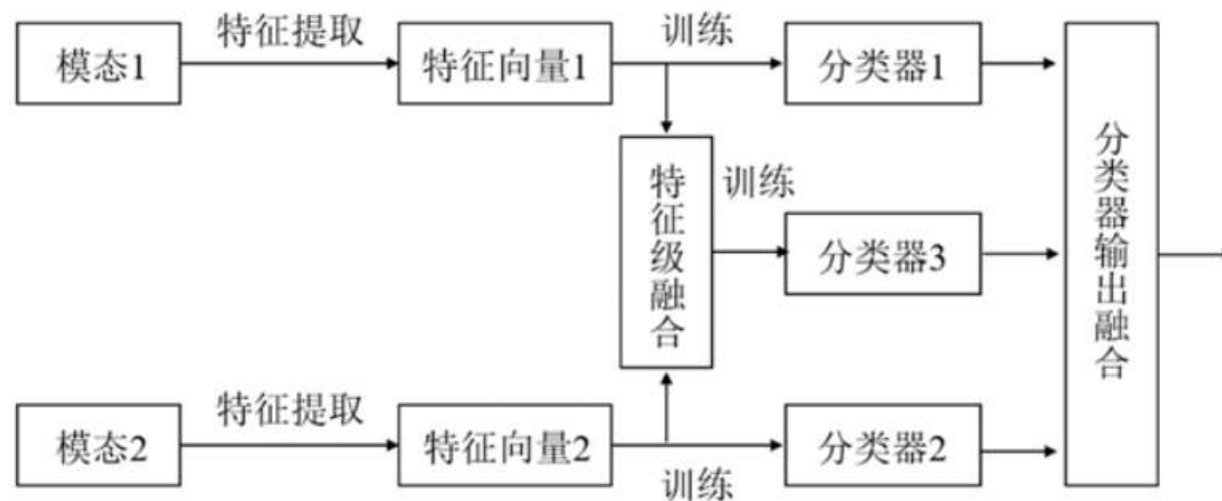 模态1
特征提取
特征向量1
训练
分类器1
特征级融合
训练
分类器3
分类器输出融合
模态2
特征提取
特征向量2
训练
分类器2